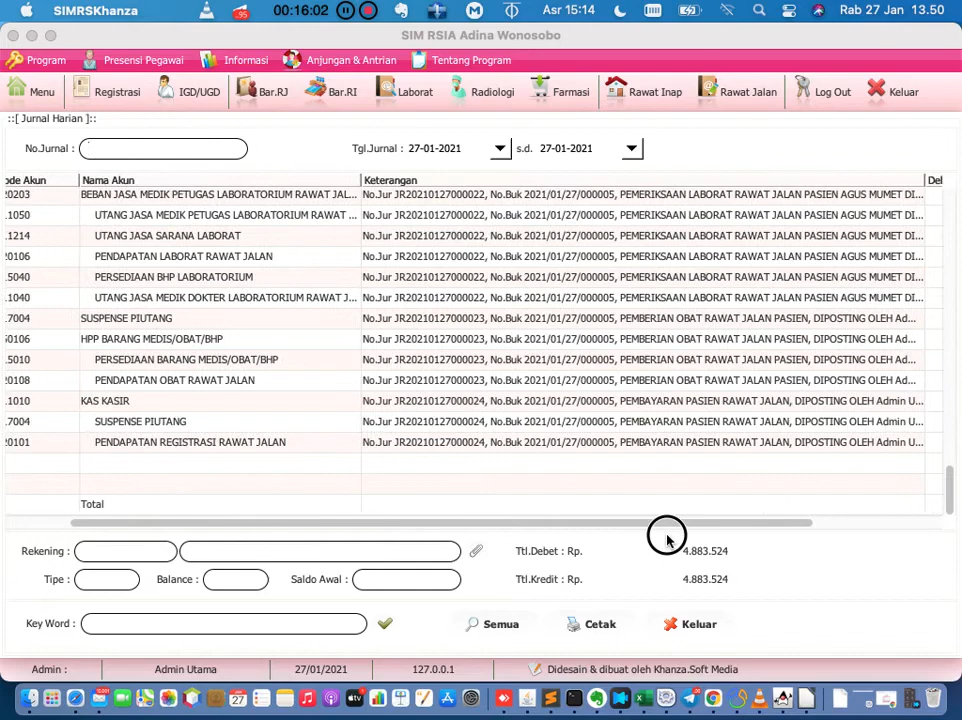 SIMRSKhanza
95
00:16:02
Asr 15:14
Rab 27 Jan 13.50
SIM RSIA Adina Wonosobo
Program Presensi Pegawai Informasi Anjungan & Antrian Tentang Program
Menu Registrasi IGD/UGD Bar.RJ Bar.RI Laborat Radiologi Farmasi Rawat Inap Rawat Jalan Log Out Keluar
::[ Jurnal Harian ]::
No.Jurnal : Tgl.Jurnal : 27-01-2021 s.d. 27-01-2021
ode Akun Nama Akun Keterangan Del
20203 BEBAN JASA MEDIK PETUGAS LABORATORIUM RAWAT JAL... No.Jur JR20210127000022, No.Buk 2021/01/27/000005, PEMERIKSAAN LABORAT RAWAT JALAN PASIEN AGUS MUMET DI...
11050 UTANG JASA MEDIK PETUGAS LABORATORIUM RAWAT ... No.Jur JR20210127000022, No.Buk 2021/01/27/000005, PEMERIKSAAN LABORAT RAWAT JALAN PASIEN AGUS MUMET DI...
11214 UTANG JASA SARANA LABORAT No.Jur JR20210127000022, No.Buk 2021/01/27/000005, PEMERIKSAAN LABORAT RAWAT JALAN PASIEN AGUS MUMET DI...
20106 PENDAPATAN LABORAT RAWAT JALAN No.Jur JR20210127000022, No.Buk 2021/01/27/000005, PEMERIKSAAN LABORAT RAWAT JALAN PASIEN AGUS MUMET DI...
15040 PERSEDIAAN BHP LABORATORIUM No.Jur JR20210127000022, No.Buk 2021/01/27/000005, PEMERIKSAAN LABORAT RAWAT JALAN PASIEN AGUS MUMET DI...
11040 UTANG JASA MEDIK DOKTER LABORATORIUM RAWAT J... No.Jur JR20210127000022, No.Buk 2021/01/27/000005, PEMERIKSAAN LABORAT RAWAT JALAN PASIEN AGUS MUMET DI...
17004 SUSPENSE PIUTANG No.Jur JR20210127000023, No.Buk 2021/01/27/000005, PEMBERIAN OBAT RAWAT JALAN PASIEN, DIPOSTING OLEH Ad...
60106 HPP BARANG MEDIS/OBAT/BHP No.Jur JR20210127000023, No.Buk 2021/01/27/000005, PEMBERIAN OBAT RAWAT JALAN PASIEN, DIPOSTING OLEH Ad...
15010 PERSEDIAAN BARANG MEDIS/OBAT/BHP No.Jur JR20210127000023, No.Buk 2021/01/27/000005, PEMBERIAN OBAT RAWAT JALAN PASIEN, DIPOSTING OLEH Ad...
20108 PENDAPATAN OBAT RAWAT JALAN No.Jur JR20210127000023, No.Buk 2021/01/27/000005, PEMBERIAN OBAT RAWAT JALAN PASIEN, DIPOSTING OLEH Ad...
11010 KAS KASIR No.Jur JR20210127000024, No.Buk 2021/01/27/000005, PEMBAYARAN PASIEN RAWAT JALAN, DIPOSTING OLEH Admin U...
17004 SUSPENSE PIUTANG No.Jur JR20210127000024, No.Buk 2021/01/27/000005, PEMBAYARAN PASIEN RAWAT JALAN, DIPOSTING OLEH Admin U...
20101 PENDAPATAN REGISTRASI RAWAT JALAN No.Jur JR20210127000024, No.Buk 2021/01/27/000005, PEMBAYARAN PASIEN RAWAT JALAN, DIPOSTING OLEH Admin U...
Total
Rekening : Ttl.Debet : Rp. 4.883.524
Tipe : Balance : Saldo Awal : Ttl.Kredit : Rp. 4.883.524
Key Word : Semua Cetak Keluar
Admin : Admin Utama 27/01/2021 127.0.0.1 Didesain & dibuat oleh Khanza.Soft Media